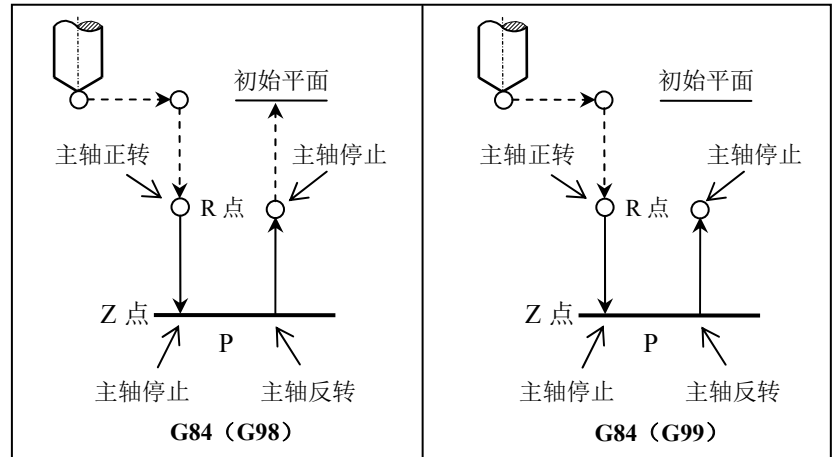 初始平面
主轴正转
主轴停止
R 点
Z 点
P
主轴停止
主轴反转
G84（G98）
初始平面
主轴正转
主轴停止
R 点
Z 点
P
主轴停止
主轴反转
G84（G99）